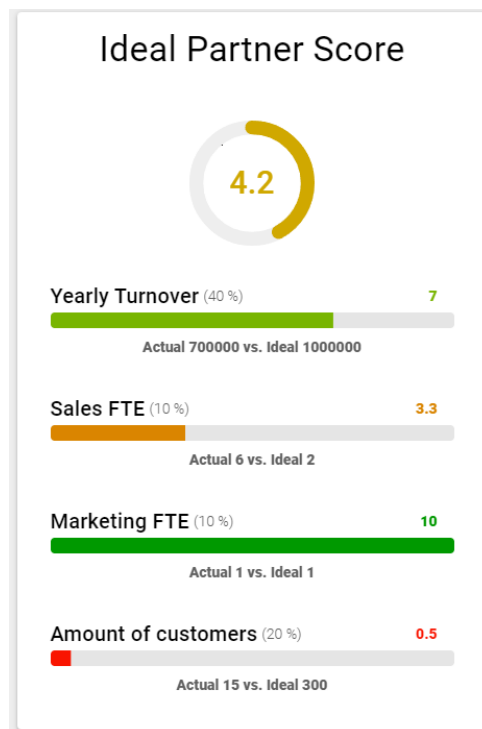 Ideal Partner Score
4.2
Yearly Turnover (40 %) 7
Actual 700000 vs. Ideal 1000000
Sales FTE (10 %) 3.3
Actual 6 vs. Ideal 2
Marketing FTE (10 %) 10
Actual 1 vs. Ideal 1
Amount of customers (20 %) 0.5
Actual 15 vs. Ideal 300